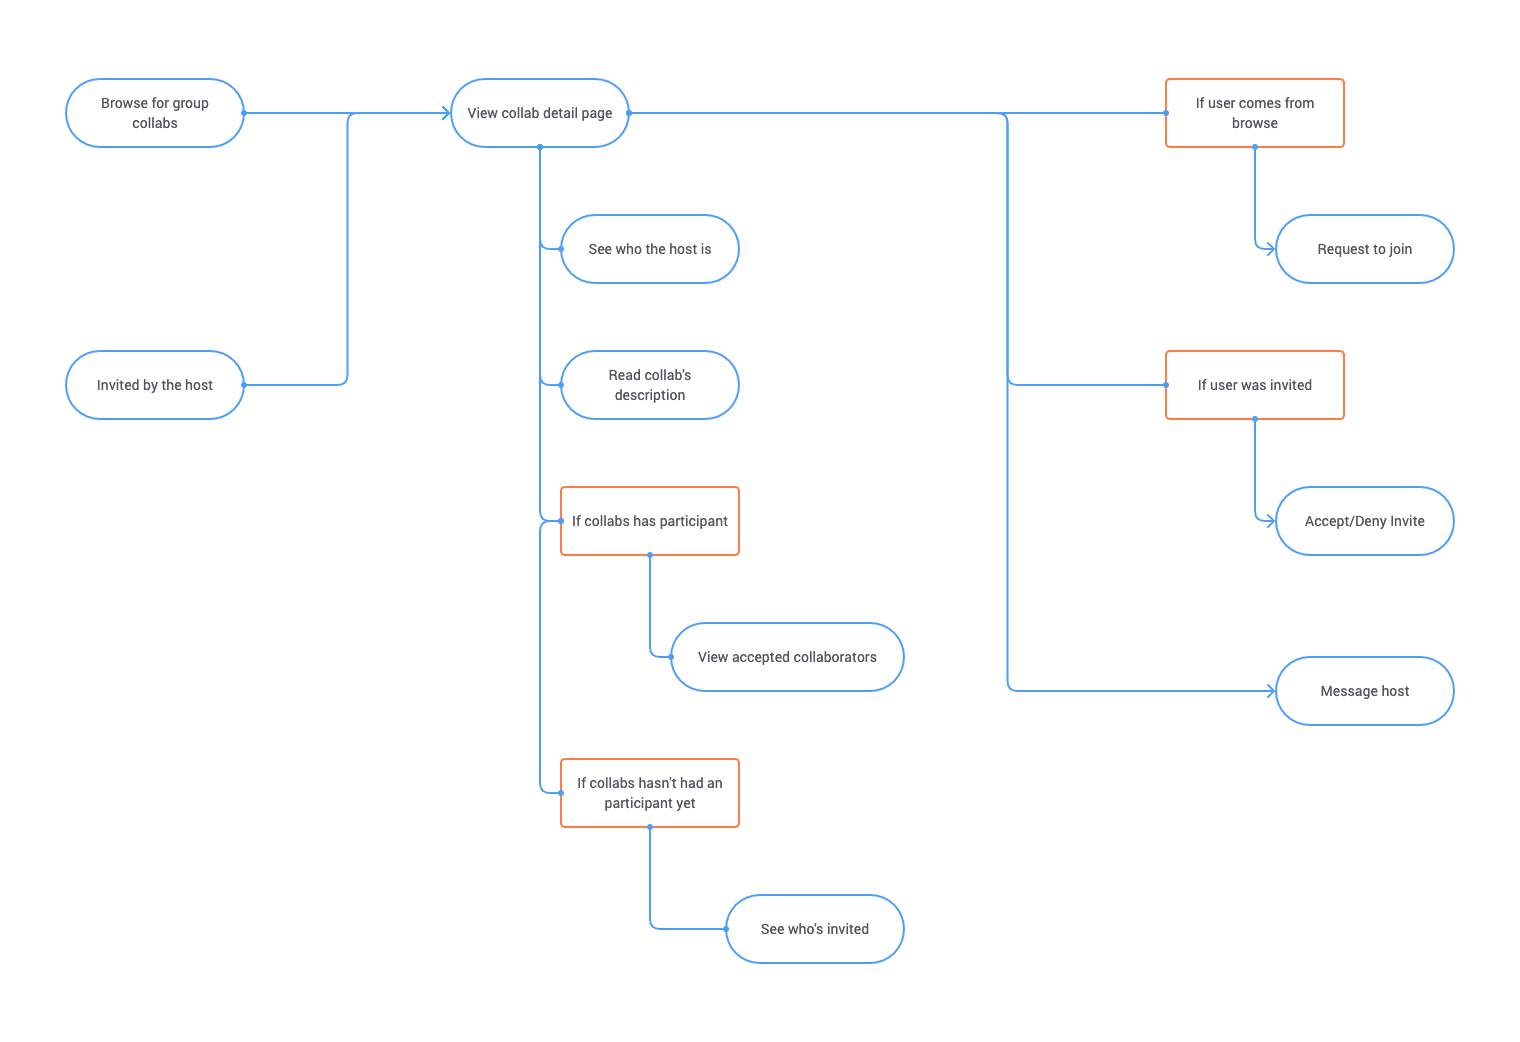 Browse for group
collabs
View collab detail page
If user comes from
browse
See who the host is
Request to join
Invited by the host
Read collab's
description
If user was invited
If collabs has participant
Accept/Deny Invite
View accepted collaborators
Message host
If collabs hasn't had an
participant yet
See who's invited